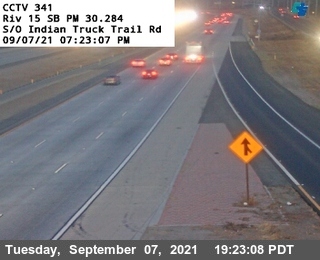 CCTV 341
Riv 15 SB PM 30.284
S/O Indian Truck Trail Rd
09/07/21 07:23:07 PM
Tuesday, September 07, 2021 19:23:08 PDT